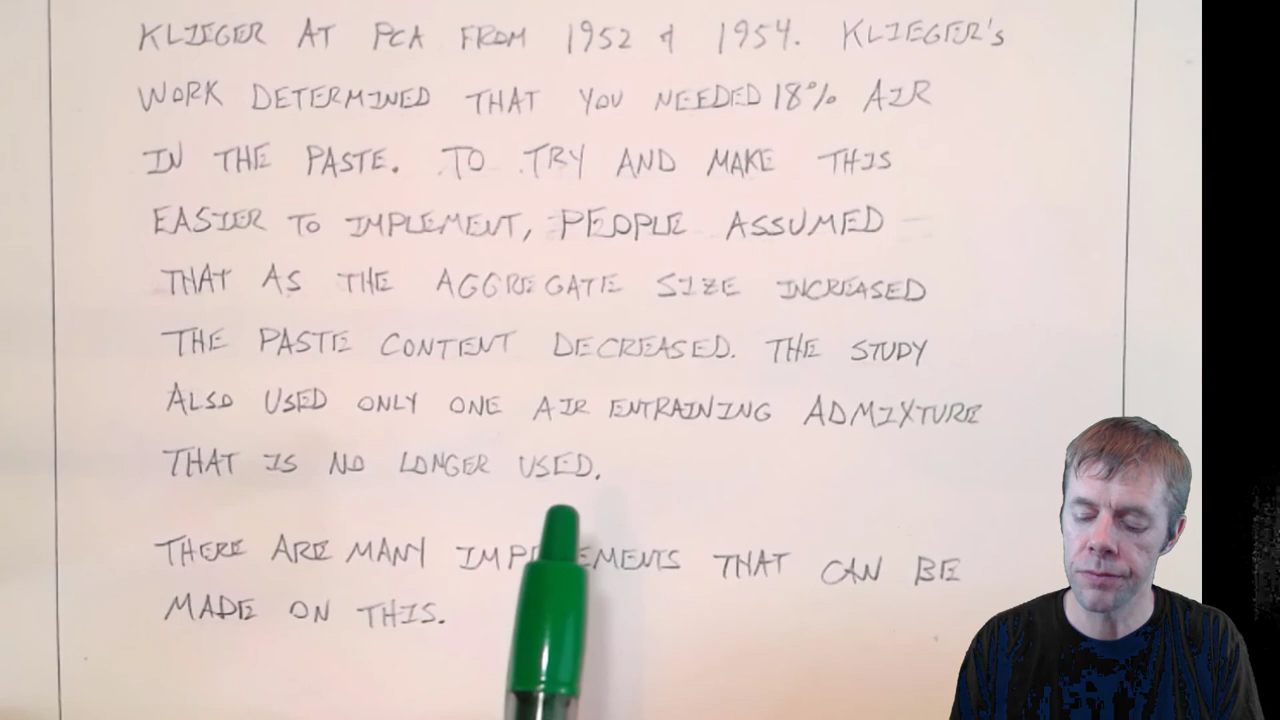 KLIEGER AT PCA FROM 1952 & 1954. KLIEGER'S
WORK DETERMINED THAT YOU NEEDED 18% AIR
IN THE PASTE. TO TRY AND MAKE THIS
EASIER TO IMPLEMENT, PEOPLE ASSUMED
THAT AS THE AGGREGATE SIZE INCREASED
THE PASTE CONTENT DECREASED. THE STUDY
ALSO USED ONLY ONE AIR ENTRAINING ADMIXTURE
THAT IS NO LONGER USED.
THERE ARE MANY THAT CAN BE
MADE ON THIS.